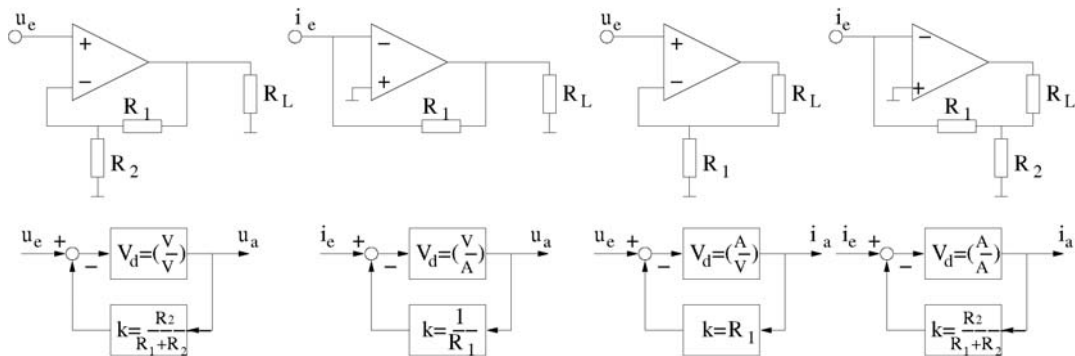 u_e i_e u_e i_e
+ − + −
− + − +
R_1 R_L R_1 R_L R_L R_1 R_L
R_2 R_1 R_2
u_e + − V_d=(V/V) u_a
k=R_2/(R_1+R_2)
i_e + − V_d=(V/A) u_a
k=1/R_1
u_e + − V_d=(A/V) i_a
k=R_1
i_e + − V_d=(A/A) i_a
k=R_2/(R_1+R_2)